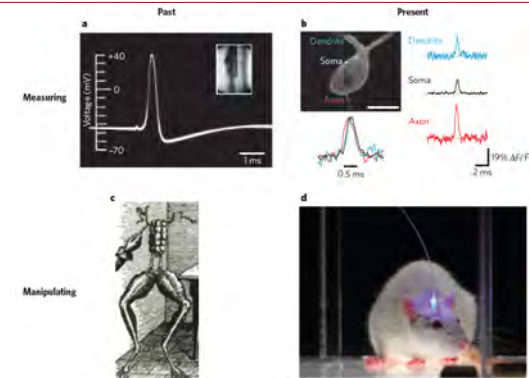 Past
Present
a
b
Measuring
Voltage (mV)
+40
0
−70
1 ms
Dendrite
Soma
Axon
Dendrite
Soma
Axon
0.5 ms
19% ΔF/F
2 ms
c
d
Manipulating